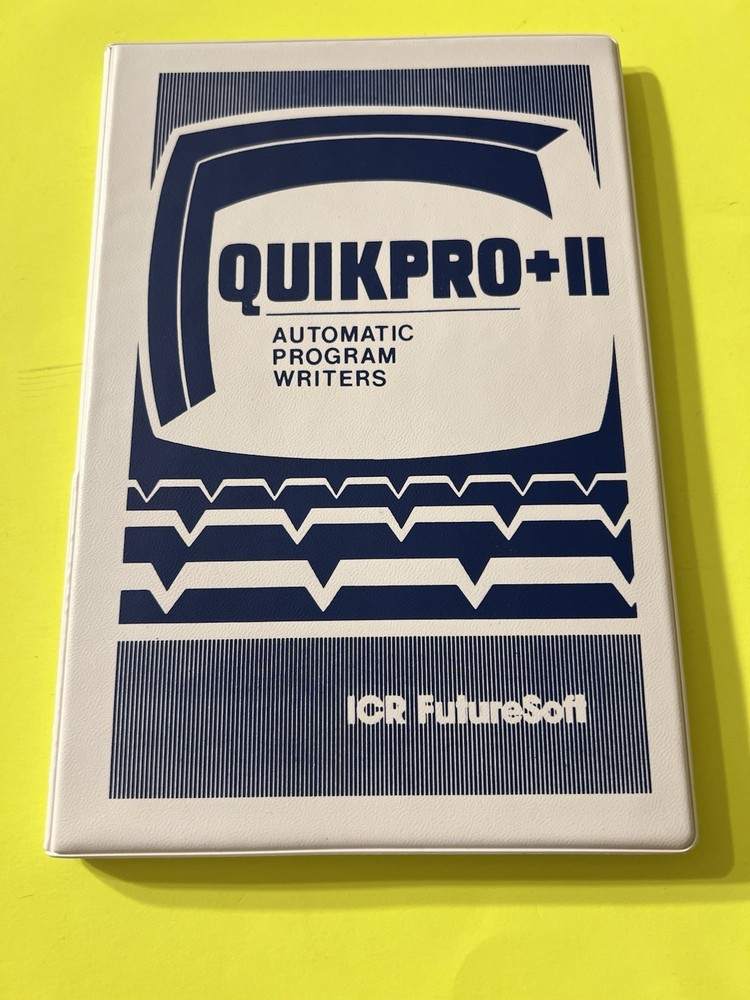 QUIKPRO+II
AUTOMATIC
PROGRAM
WRITERS
ICR FutureSoft